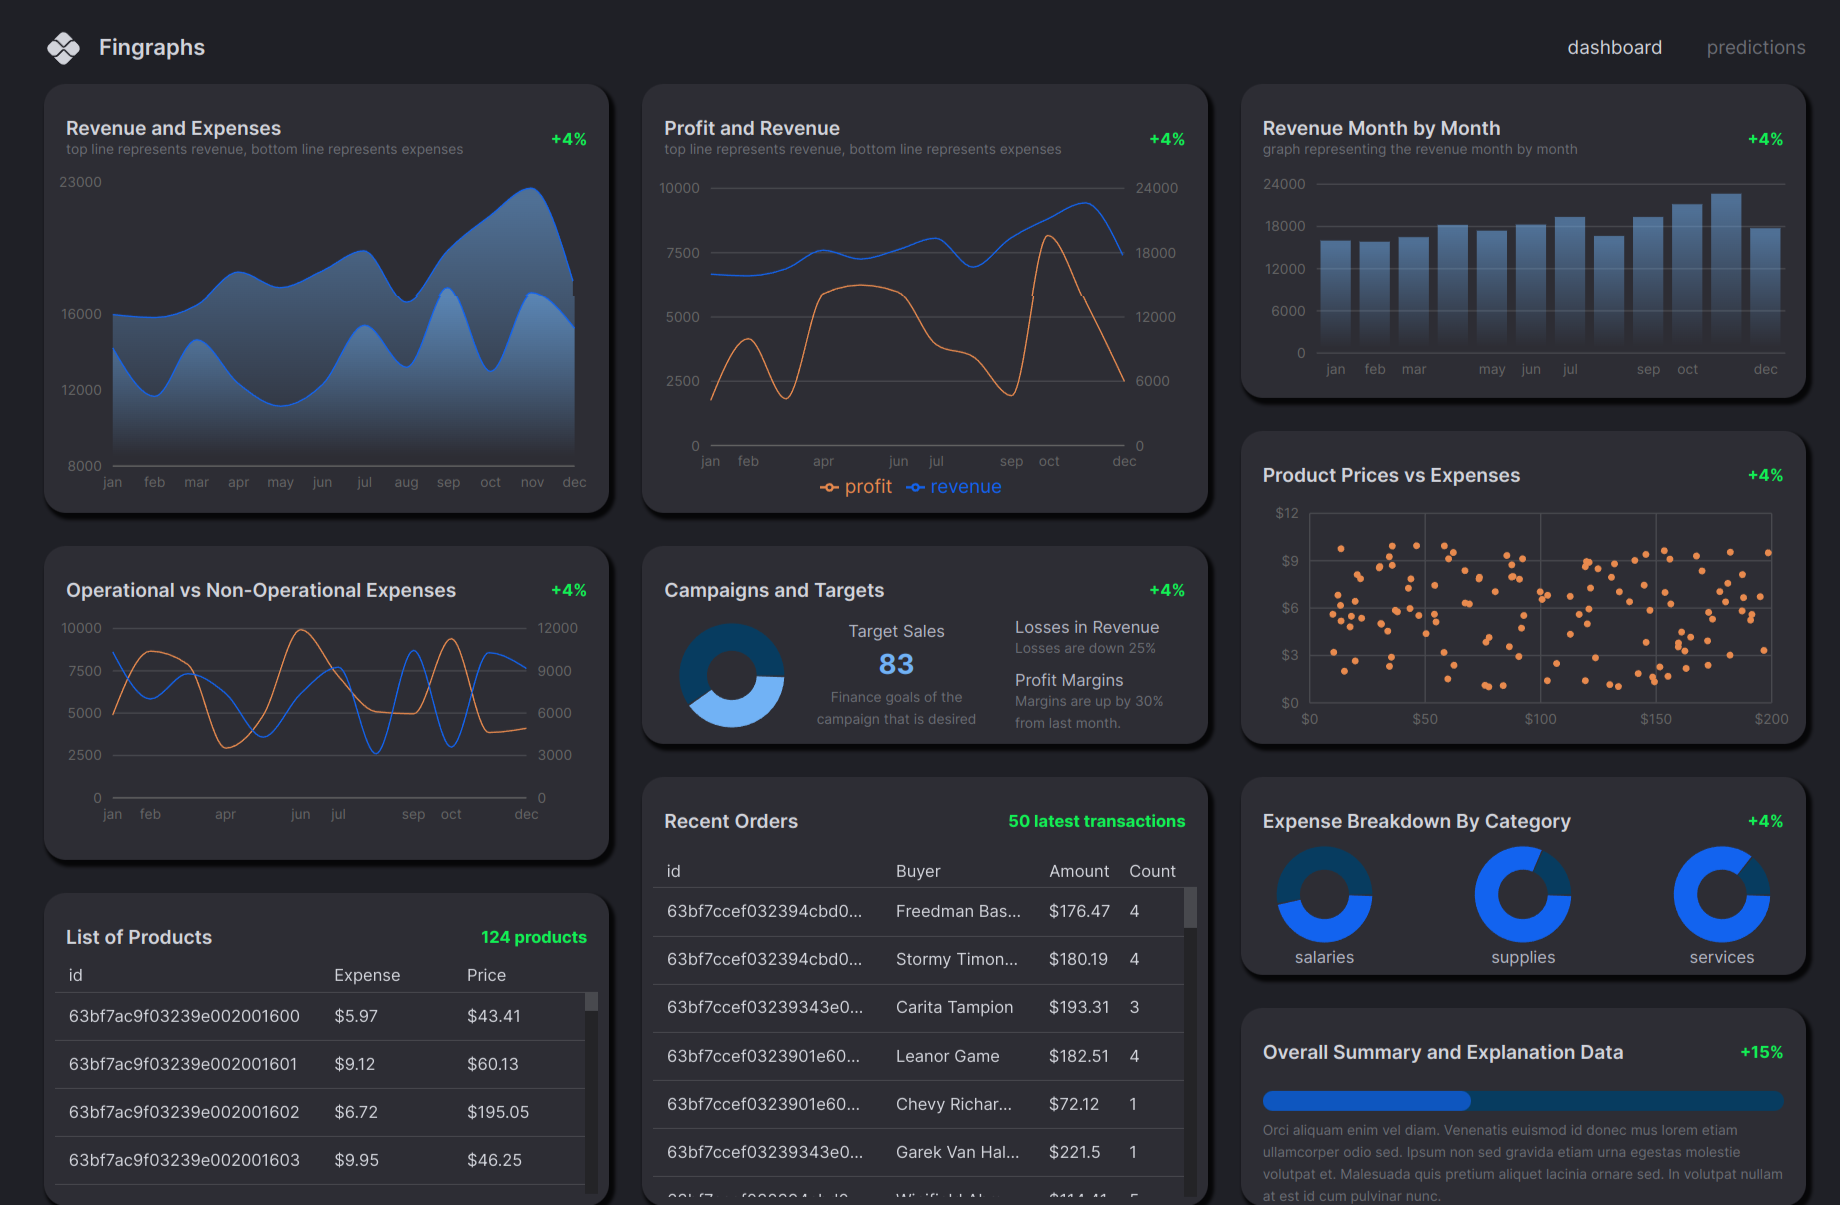 Fingraphs
dashboard predictions
Revenue and Expenses
top line represents revenue, bottom line represents expenses
+4%
23000
16000
12000
8000
jan feb mar apr may jun jul aug sep oct nov dec
Operational vs Non-Operational Expenses
+4%
10000 12000
7500 9000
5000 6000
2500 3000
0 0
jan feb apr jun jul sep oct dec
List of Products
124 products
id Expense Price
63bf7ac9f03239e002001600 $5.97 $43.41
63bf7ac9f03239e002001601 $9.12 $60.13
63bf7ac9f03239e002001602 $6.72 $195.05
63bf7ac9f03239e002001603 $9.95 $46.25
Profit and Revenue
top line represents revenue, bottom line represents expenses
+4%
10000 24000
7500 18000
5000 12000
2500 6000
0 0
jan feb apr jun jul sep oct dec
profit revenue
Campaigns and Targets
+4%
Target Sales
83
Finance goals of the
campaign that is desired
Losses in Revenue
Losses are down 25%
Profit Margins
Margins are up by 30%
from last month.
Recent Orders
50 latest transactions
id Buyer Amount Count
63bf7ccef032394cbd0... Freedman Bas... $176.47 4
63bf7ccef032394cbd0... Stormy Timon... $180.19 4
63bf7ccef03239343e0... Carita Tampion $193.31 3
63bf7ccef0323901e60... Leanor Game $182.51 4
63bf7ccef0323901e60... Chevy Richar... $72.12 1
63bf7ccef03239343e0... Garek Van Hal... $221.5 1
Revenue Month by Month
graph representing the revenue month by month
+4%
24000
18000
12000
6000
0
jan feb mar may jun jul sep oct dec
Product Prices vs Expenses
+4%
$12
$9
$6
$3
$0
$0 $50 $100 $150 $200
Expense Breakdown By Category
+4%
salaries supplies services
Overall Summary and Explanation Data
+15%
Orci aliquam enim vel diam. Venenatis euismod id donec mus lorem etiam
ullamcorper odio sed. Ipsum non sed gravida etiam urna egestas molestie
volutpat et. Malesuada quis pretium aliquet lacinia ornare sed. In volutpat nullam
at est id cum pulvinar nunc.